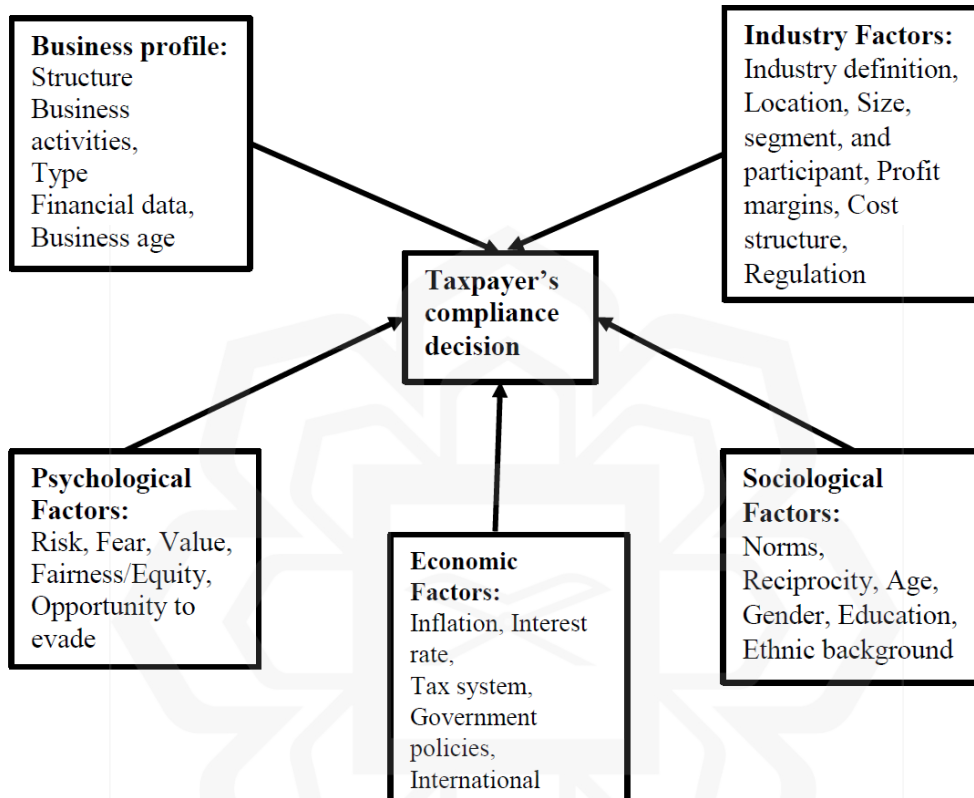 Business profile:
Structure
Business
activities,
Type
Financial data,
Business age
Industry Factors:
Industry definition,
Location, Size,
segment, and
participant, Profit
margins, Cost
structure,
Regulation
Taxpayer’s
compliance
decision
Psychological
Factors:
Risk, Fear, Value,
Fairness/Equity,
Opportunity to
evade
Economic
Factors:
Inflation, Interest
rate,
Tax system,
Government
policies,
International
Sociological
Factors:
Norms,
Reciprocity, Age,
Gender, Education,
Ethnic background